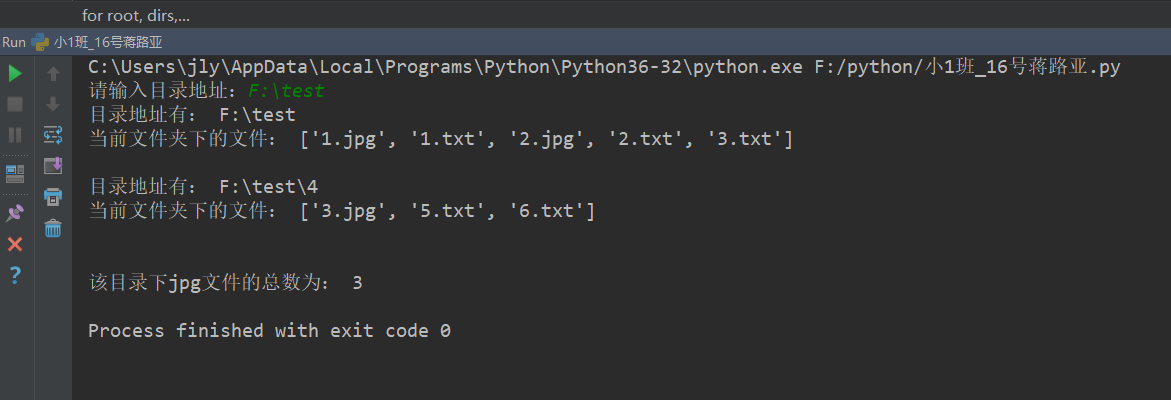 for root, dirs,...
Run 小1班_16号蒋路亚
C:\Users\jly\AppData\Local\Programs\Python\Python36-32\python.exe F:/python/小1班_16号蒋路亚.py
请输入目录地址：F:\test
目录地址有： F:\test
当前文件夹下的文件： ['1.jpg', '1.txt', '2.jpg', '2.txt', '3.txt']
目录地址有： F:\test\4
当前文件夹下的文件： ['3.jpg', '5.txt', '6.txt']
该目录下jpg文件的总数为： 3
Process finished with exit code 0